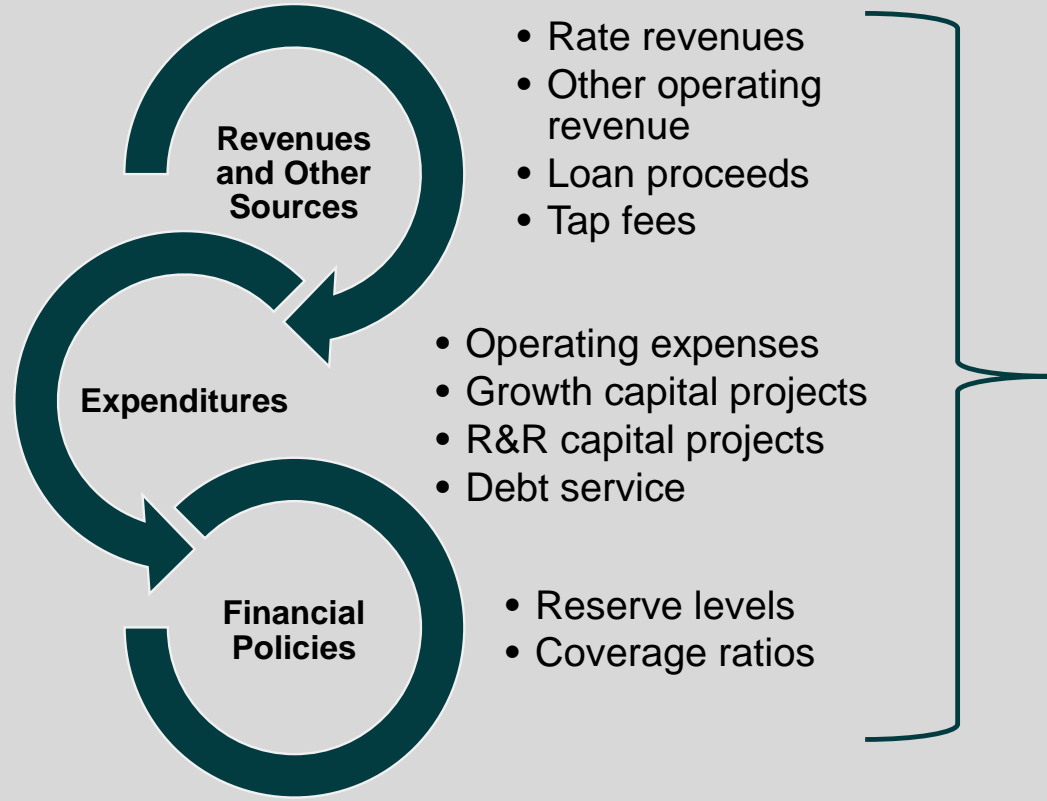 Revenues
and Other
Sources
• Rate revenues
• Other operating
revenue
• Loan proceeds
• Tap fees
Expenditures
• Operating expenses
• Growth capital projects
• R&R capital projects
• Debt service
Financial
Policies
• Reserve levels
• Coverage ratios